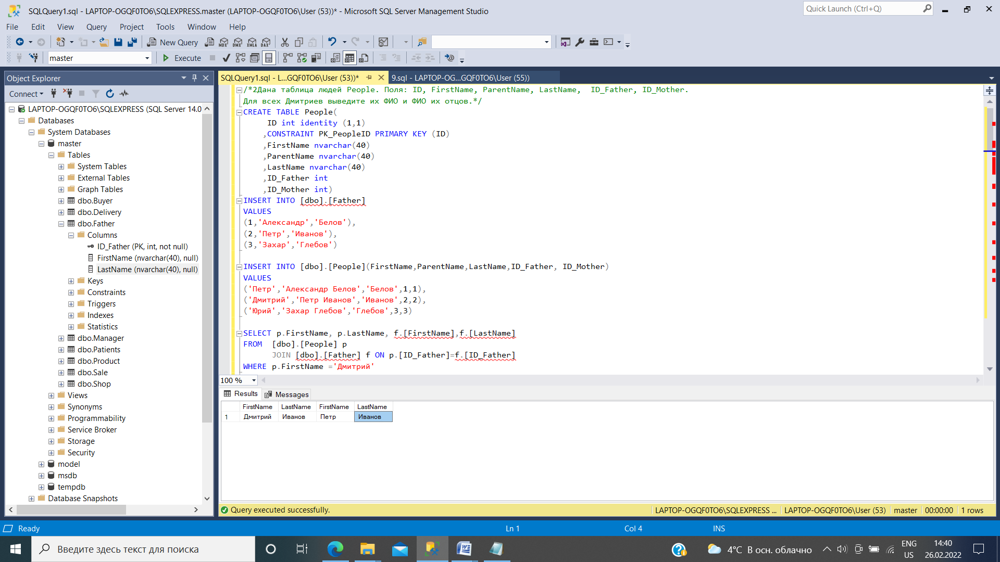 SQLQuery1.sql - LAPTOP-OGQF0TO6\SQLEXPRESS.master (LAPTOP-OGQF0TO6\User (53))* - Microsoft SQL Server Management Studio
Quick Launch (Ctrl+Q)
File Edit View Query Project Tools Window Help
New Query
MDX DMX XMLA DAX
master
Execute
Object Explorer
Connect
LAPTOP-OGQF0TO6\SQLEXPRESS (SQL Server 14.0
Databases
System Databases
master
Tables
System Tables
External Tables
Graph Tables
dbo.Buyer
dbo.Delivery
dbo.Father
Columns
ID_Father (PK, int, not null)
FirstName (nvarchar(40), null)
LastName (nvarchar(40), null)
Keys
Constraints
Triggers
Indexes
Statistics
dbo.Manager
dbo.Patients
dbo.Product
dbo.Sale
dbo.Shop
Views
Synonyms
Programmability
Service Broker
Storage
Security
model
msdb
tempdb
Database Snapshots
SQLQuery1.sql - L...GQF0TO6\User (53))*
9.sql - LAPTOP-OG...GQF0TO6\User (55))
/*2Дана таблица людей People. Поля: ID, FirstName, ParentName, LastName,  ID_Father, ID_Mother.
Для всех Дмитриев выведите их ФИО и ФИО их отцов.*/
CREATE TABLE People(
ID int identity (1,1)
,CONSTRAINT PK_PeopleID PRIMARY KEY (ID)
,FirstName nvarchar(40)
,ParentName nvarchar(40)
,LastName nvarchar(40)
,ID_Father int
,ID_Mother int)
INSERT INTO [dbo].[Father]
VALUES
(1,'Александр','Белов'),
(2,'Петр','Иванов'),
(3,'Захар','Глебов')
INSERT INTO [dbo].[People](FirstName,ParentName,LastName,ID_Father, ID_Mother)
VALUES
('Петр','Александр Белов','Белов',1,1),
('Дмитрий','Петр Иванов','Иванов',2,2),
('Юрий','Захар Глебов','Глебов',3,3)
SELECT p.FirstName, p.LastName, f.[FirstName],f.[LastName]
FROM  [dbo].[People] p
JOIN [dbo].[Father] f ON p.[ID_Father]=f.[ID_Father]
WHERE p.FirstName ='Дмитрий'
100 %
Results Messages
FirstName LastName FirstName LastName
1 Дмитрий Иванов Петр Иванов
Query executed successfully.
LAPTOP-OGQF0TO6\SQLEXPRESS ... LAPTOP-OGQF0TO6\User (53) master 00:00:00 1 rows
Ready
Ln 1 Col 4 INS
Введите здесь текст для поиска
4°C В осн. облачно
ENG
US
14:40
26.02.2022